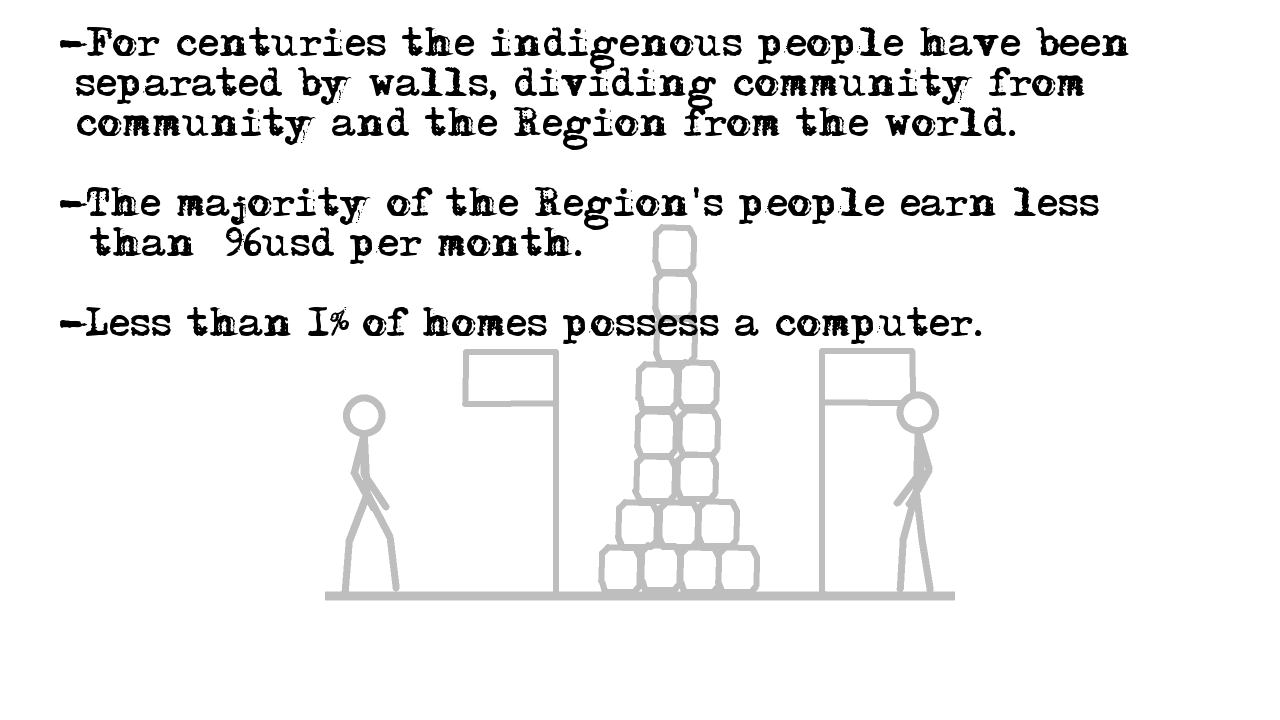 -For centuries the indigenous people have been
separated by walls, dividing community from
community and the Region from the world.
-The majority of the Region's people earn less
than 96usd per month.
-Less than 1% of homes possess a computer.